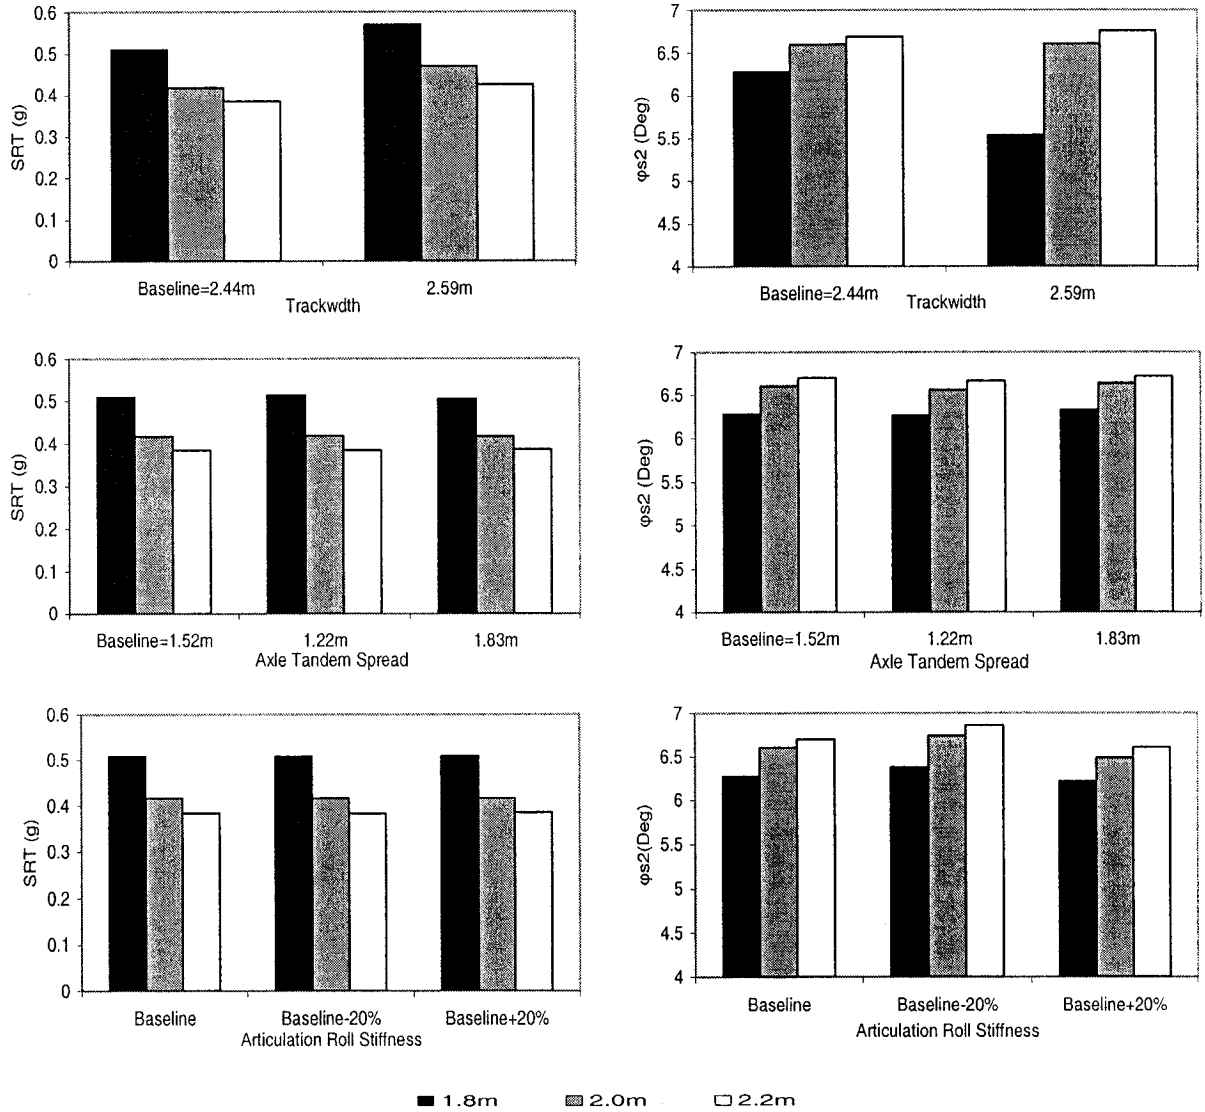 0.6
0.5
0.4
0.3
0.2
0.1
0
SRT (g)
Baseline=2.44m 2.59m
Trackwdth
7
6.5
6
5.5
5
4.5
4
φs2 (Deg)
Baseline=2.44m 2.59m
Trackwidth
0.6
0.5
0.4
0.3
0.2
0.1
0
SRT (g)
Baseline=1.52m 1.22m 1.83m
Axle Tandem Spread
7
6.5
6
5.5
5
4.5
4
φs2 (Deg)
Baseline=1.52m 1.22m 1.83m
Axle Tandem Spread
0.6
0.5
0.4
0.3
0.2
0.1
0
SRT (g)
Baseline Baseline-20% Baseline+20%
Articulation Roll Stiffness
7
6.5
6
5.5
5
4.5
4
φs2(Deg)
Baseline Baseline-20% Baseline+20%
Articulation Roll Stiffness
1.8m 2.0m 2.2m